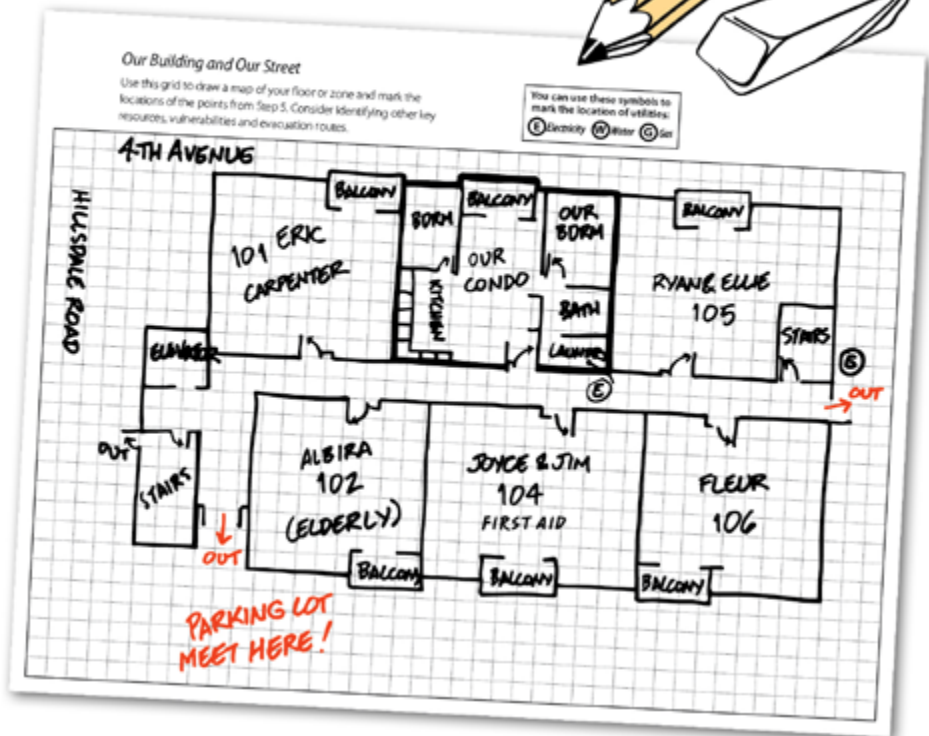 Our Building and Our Street
Use this grid to draw a map of your floor or zone and mark the
locations of the points from Step 5. Consider identifying other key
resources, vulnerabilities and evacuation routes.
You can use these symbols to
mark the location of utilities:
E Electricity W Water G Gas
4TH AVENUE
HILLSDALE ROAD
BALCONY
101 ERIC
CARPENTER
BDRM
KITCHEN
BALCONY
OUR
CONDO
OUR
BDRM
BATH
LAUNDRY
BALCONY
RYAN & ELLIE
105
STAIRS
G
OUT
ELEVATOR
E
OUT
STAIRS
OUT
ALBIRA
102
(ELDERLY)
BALCONY
JOYCE & JIM
104
FIRST AID
BALCONY
FLEUR
106
BALCONY
PARKING LOT
MEET HERE!